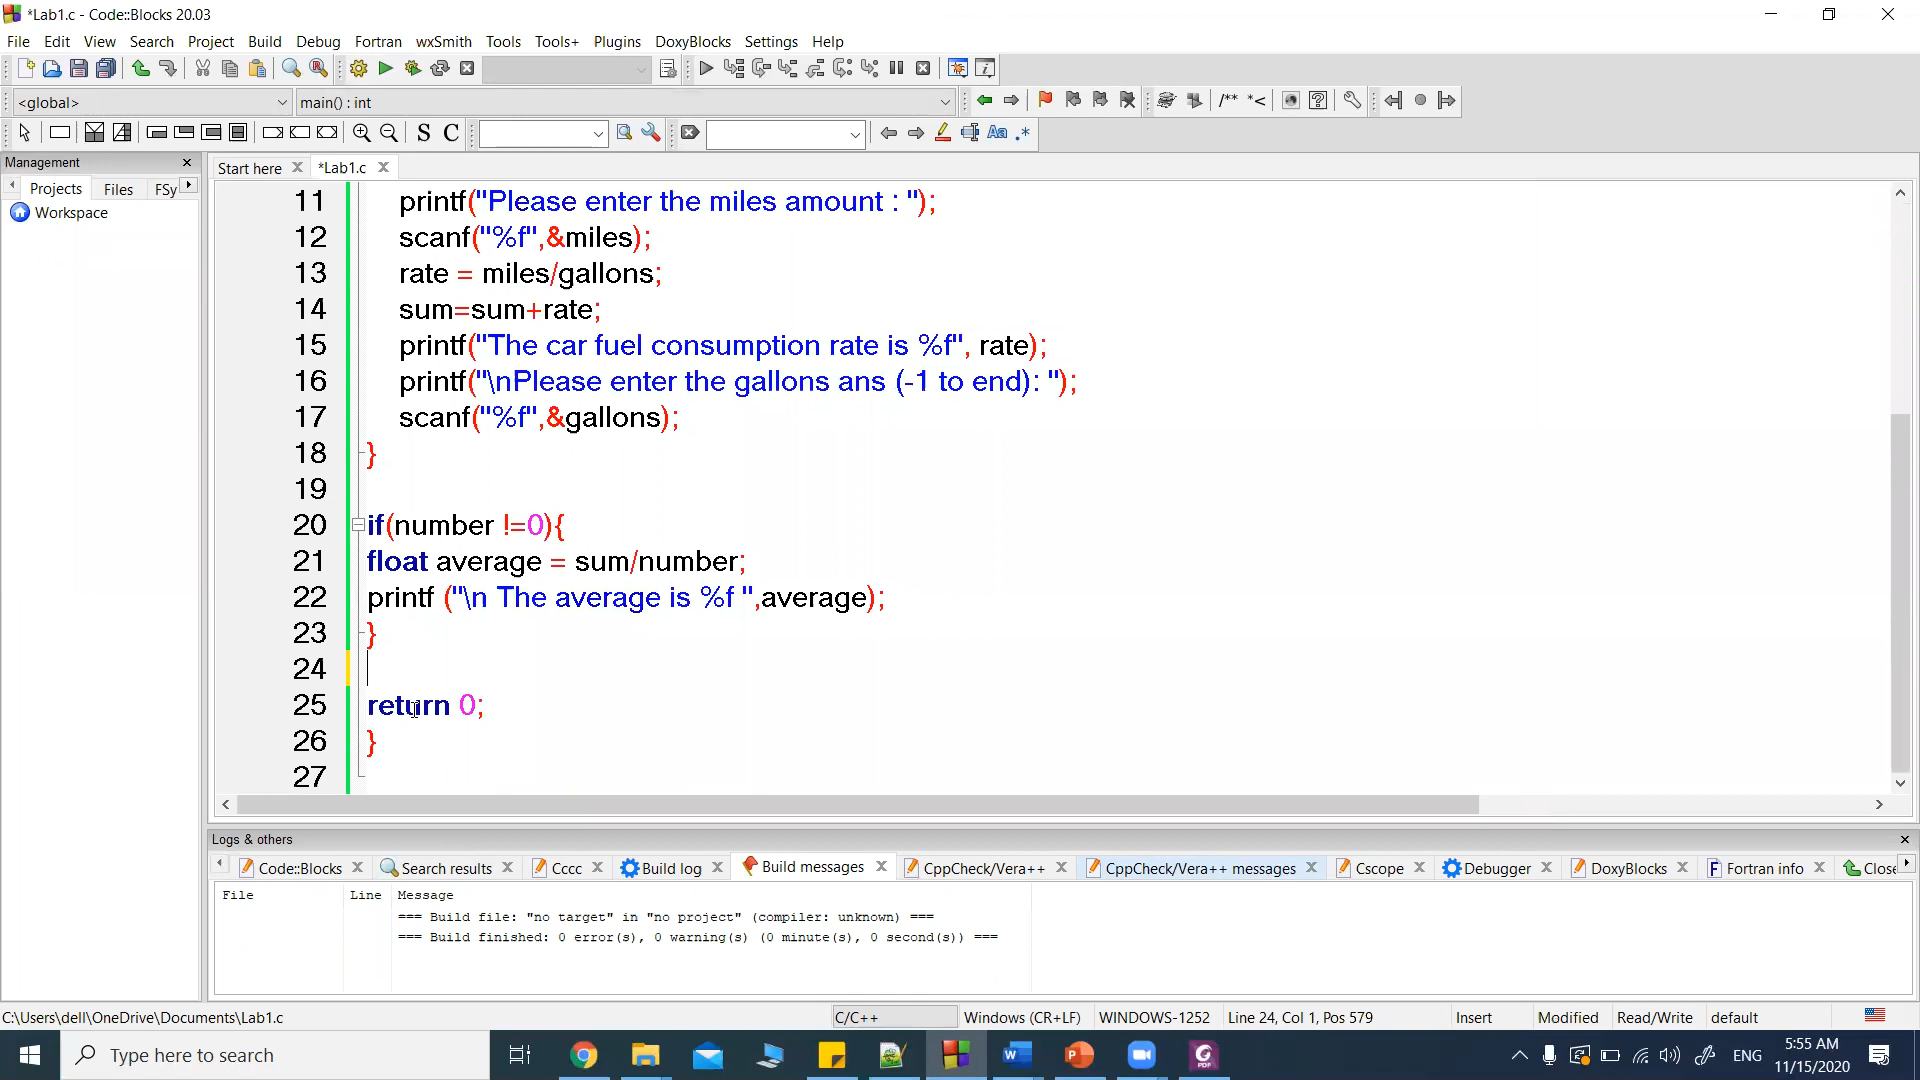 *Lab1.c - Code::Blocks 20.03
File Edit View Search Project Build Debug Fortran wxSmith Tools Tools+ Plugins DoxyBlocks Settings Help
<global> main() : int
/** *<
S C Aa .*
Management
Start here *Lab1.c
Projects Files FSy
Workspace
11 printf("Please enter the miles amount : ");
12 scanf("%f",&miles);
13 rate = miles/gallons;
14 sum=sum+rate;
15 printf("The car fuel consumption rate is %f", rate);
16 printf("\nPlease enter the gallons ans (-1 to end): ");
17 scanf("%f",&gallons);
18 }
19
20 if(number !=0){
21 float average = sum/number;
22 printf ("\n The average is %f ",average);
23 }
24
25 return 0;
26 }
27
Logs & others
Code::Blocks Search results Cccc Build log Build messages CppCheck/Vera++ CppCheck/Vera++ messages Cscope Debugger DoxyBlocks Fortran info Close
File Line Message
=== Build file: "no target" in "no project" (compiler: unknown) ===
=== Build finished: 0 error(s), 0 warning(s) (0 minute(s), 0 second(s)) ===
C:\Users\dell\OneDrive\Documents\Lab1.c C/C++ Windows (CR+LF) WINDOWS-1252 Line 24, Col 1, Pos 579 Insert Modified Read/Write default
Type here to search
ENG
5:55 AM
11/15/2020